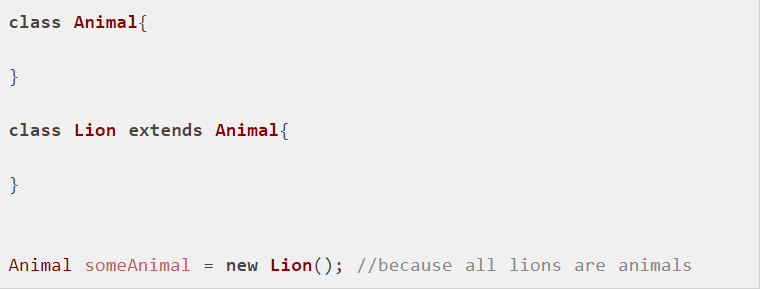 class Animal{
}
class Lion extends Animal{
}
Animal someAnimal = new Lion(); //because all lions are animals